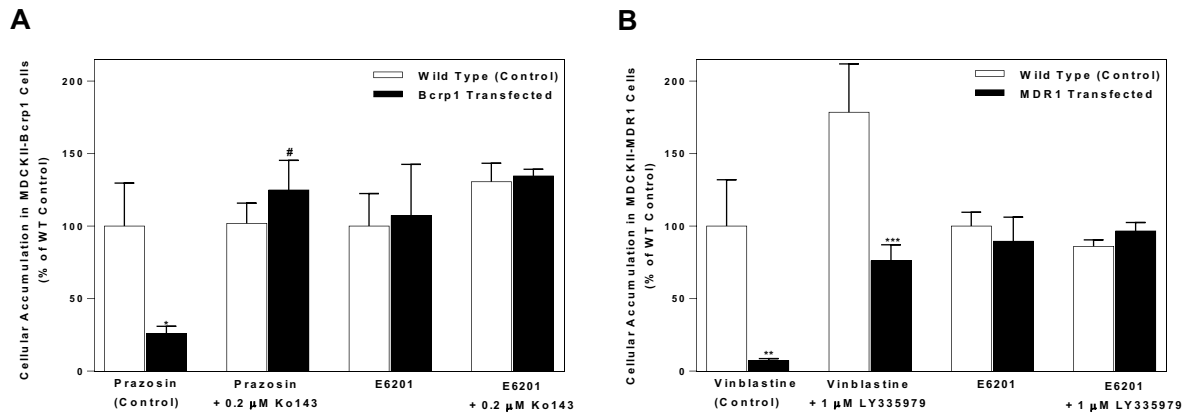 A
Cellular Accumulation in MDCKII-Bcrp1 Cells
(% of WT Control)
200
150
100
50
0
Wild Type (Control)
Bcrp1 Transfected
*
#
Prazosin
(Control)
Prazosin
+ 0.2 μM Ko143
E6201
E6201
+ 0.2 μM Ko143
B
Cellular Accumulation in MDCKII-MDR1 Cells
(% of WT Control)
200
150
100
50
0
Wild Type (Control)
MDR1 Transfected
**
***
Vinblastine
(Control)
Vinblastine
+ 1 μM LY335979
E6201
E6201
+ 1 μM LY335979